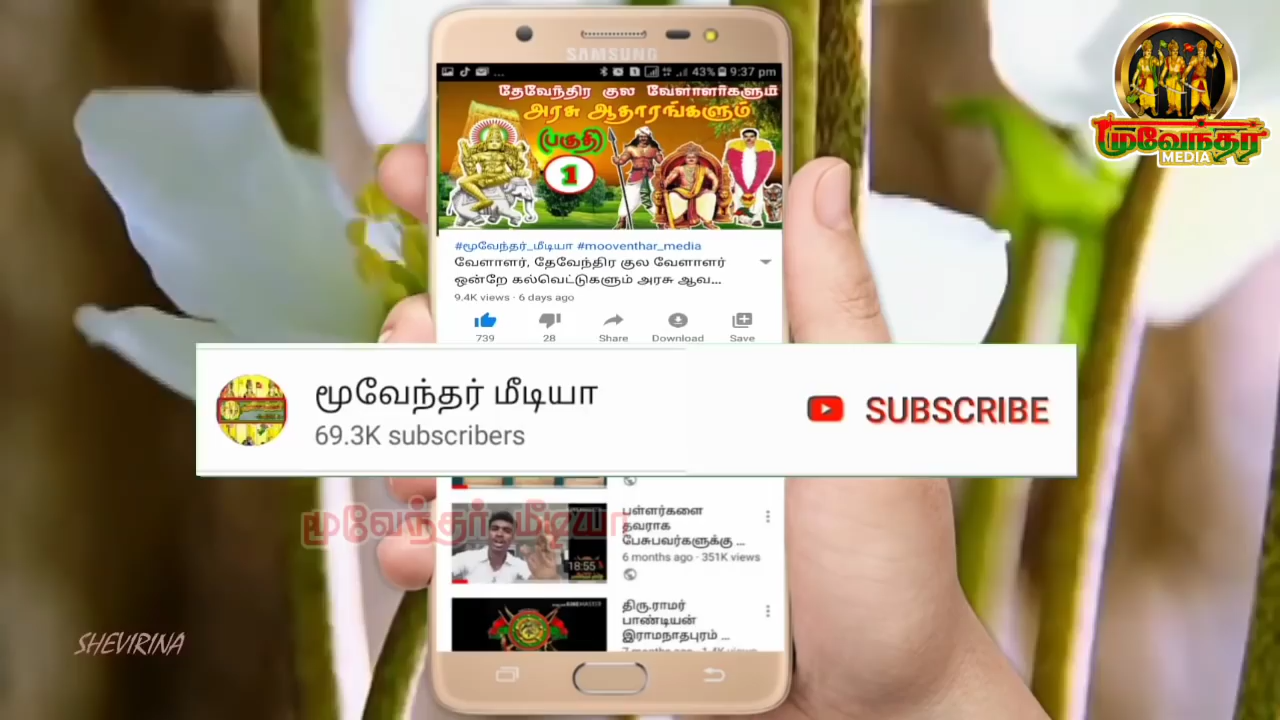 SAMSUNG
43% 9:37 pm
தேவேந்திர குல வேளாளர்களும்
அரசு ஆதாரங்களும்
(பகுதி)
1
மூவேந்தர்
MEDIA
#மூவேந்தர்_மீடியா #mooventhar_media
வேளாளர், தேவேந்திர குல வேளாளர்
ஒன்றே கல்வெட்டுகளும் அரசு ஆவ...
9.4K views · 6 days ago
739 28 Share Download Save
மூவேந்தர் மீடியா
69.3K subscribers
SUBSCRIBE
மூவேந்தர் மீடியா
18:55
பள்ளர்களை
தவறாக
பேசுபவர்களுக்கு ...
6 months ago · 351K views
திரு.ராமர்
பாண்டியன்
இராமநாதபுரம் ...
SHEVIRINA